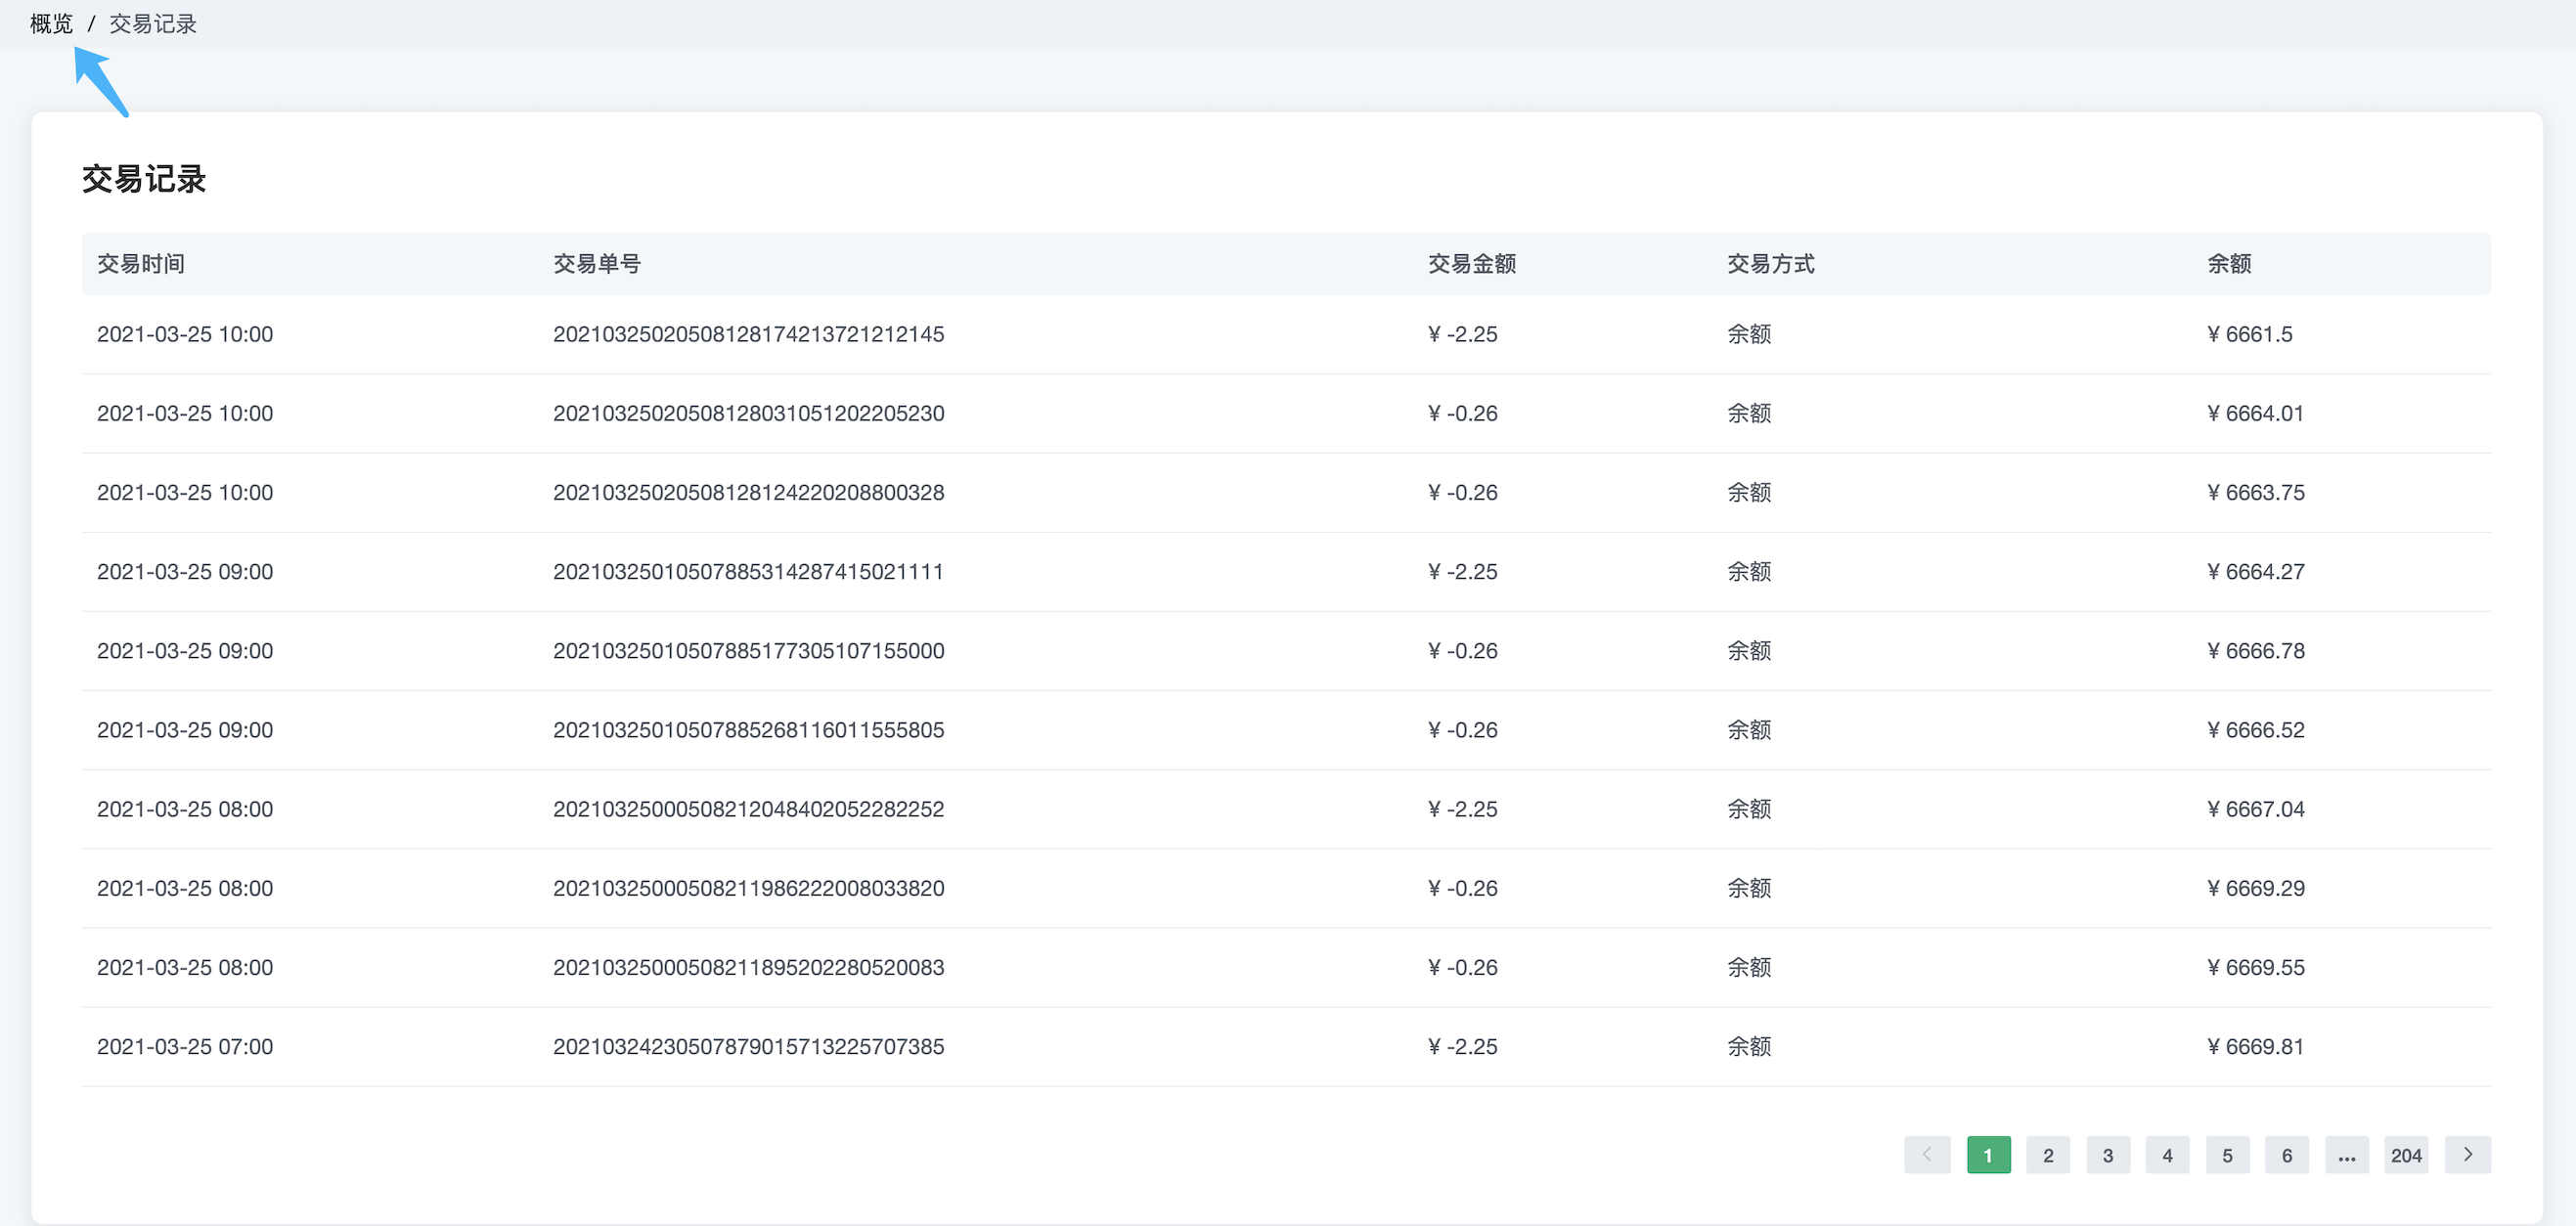 概览 / 交易记录
交易记录
交易时间 交易单号 交易金额 交易方式 余额
2021-03-25 10:00 20210325020508128174213721212145 ¥ -2.25 余额 ¥ 6661.5
2021-03-25 10:00 20210325020508128031051202205230 ¥ -0.26 余额 ¥ 6664.01
2021-03-25 10:00 20210325020508128124220208800328 ¥ -0.26 余额 ¥ 6663.75
2021-03-25 09:00 20210325010507885314287415021111 ¥ -2.25 余额 ¥ 6664.27
2021-03-25 09:00 20210325010507885177305107155000 ¥ -0.26 余额 ¥ 6666.78
2021-03-25 09:00 20210325010507885268116011555805 ¥ -0.26 余额 ¥ 6666.52
2021-03-25 08:00 20210325000508212048402052282252 ¥ -2.25 余额 ¥ 6667.04
2021-03-25 08:00 20210325000508211986222008033820 ¥ -0.26 余额 ¥ 6669.29
2021-03-25 08:00 20210325000508211895202280520083 ¥ -0.26 余额 ¥ 6669.55
2021-03-25 07:00 20210324230507879015713225707385 ¥ -2.25 余额 ¥ 6669.81
< 1 2 3 4 5 6 ... 204 >